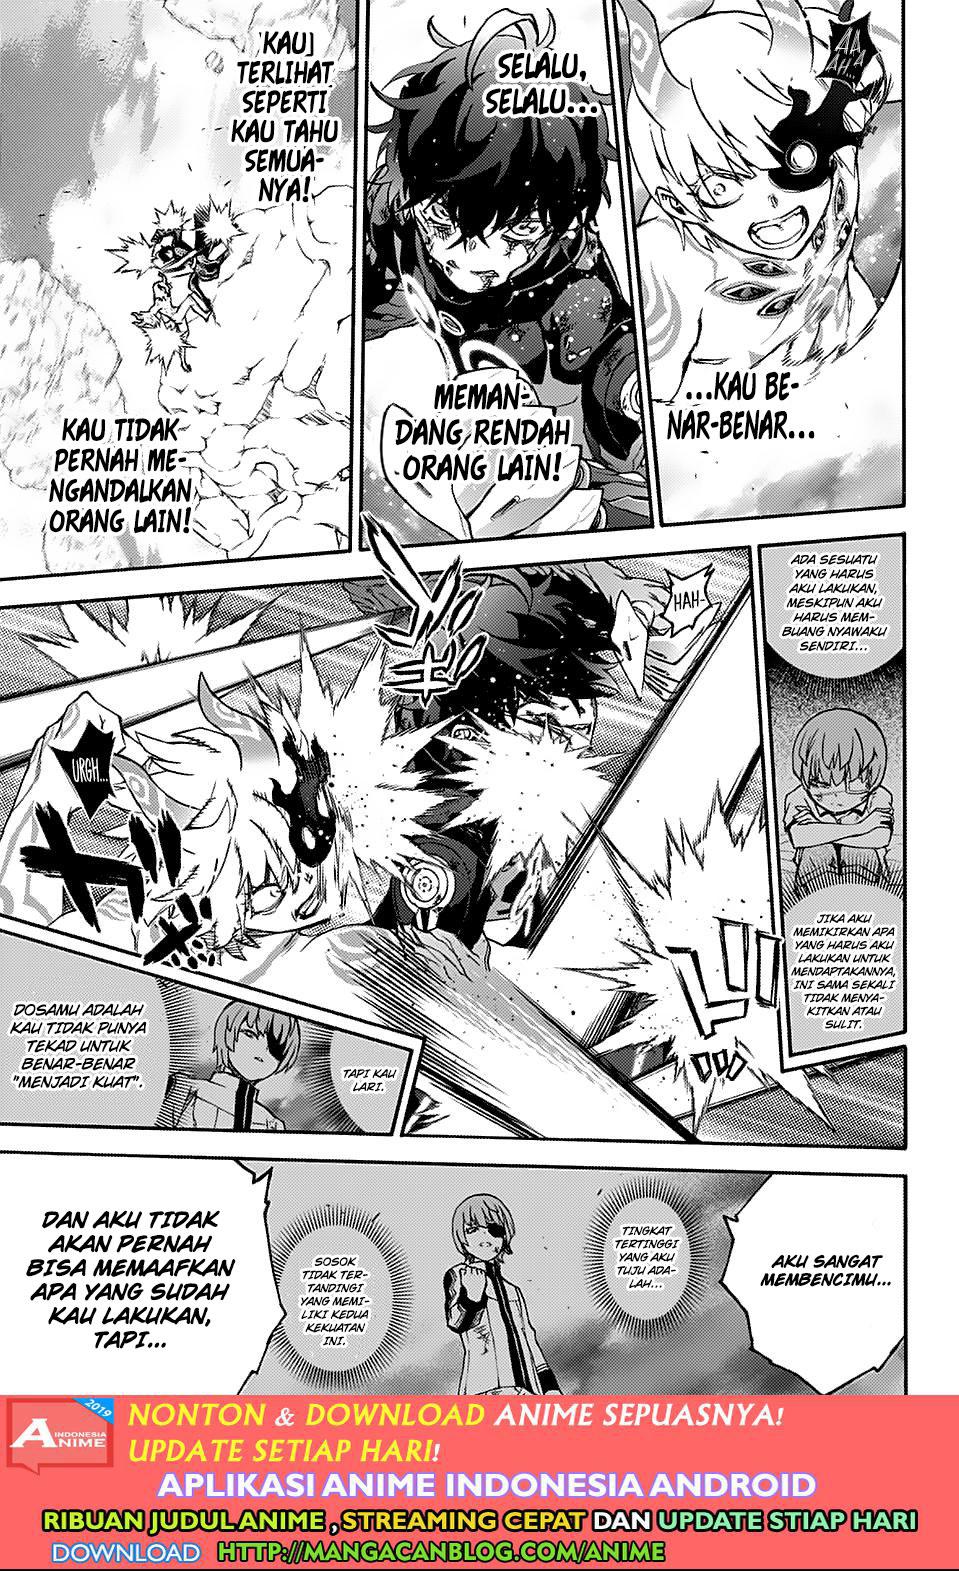 AA
AHA
AH..
...KAU BE-
NAR-BENAR...
SELALU,
SELALU...
MEMAN-
DANG RENDAH
ORANG LAIN!
KAU]
TERLIHAT
SEPERTI
KAU TAHU
SEMUA-
NYA!
KAU TIDAK
PERNAH ME-
NGANDALKAN
ORANG LAIN!
ADA SESUATU
YANG HARUS
AKU LAKUKAN,
MESKIPUN AKU
HARUS MEM-
BUANG NYAWAKU
SENDIRI...
JIKA AKU
MEMIKIRKAN APA
YANG HARUS AKU
LAKUKAN UNTUK
MENDAPTAKANNYA,
INI SAMA SEKALI
TIDAK MENYA-
KITKAN ATAU
SULIT.
HAH-
URGH...
TAPI KAU
LARI.
DOSAMU ADALAH
KAU TIDAK PUNYA
TEKAD UNTUK
BENAR-BENAR
"MENJADI KUAT".
AKU SANGAT
MEMBENCIMU...
TINGKAT
TERTINGGI
YANG AKU
TUJU ADA-
LAH...
SOSOK
TIDAK TER-
TANDINGI
YANG MEMI-
LIKI KEDUA
KEKUATAN
INI.
DAN AKU TIDAK
AKAN PERNAH
BISA MEMAAFKAN
APA YANG SUDAH
KAU LAKUKAN,
TAPI...
2019
INDONESIA
ANIME
NONTON & DOWNLOAD ANIME SEPUASNYA!
UPDATE SETIAP HARI!
APLIKASI ANIME INDONESIA ANDROID
RIBUAN JUDUL ANIME , STREAMING CEPAT DAN UPDATE STIAP HARI
DOWNLOAD HTTP://MANGACANBLOG.COM/ANIME